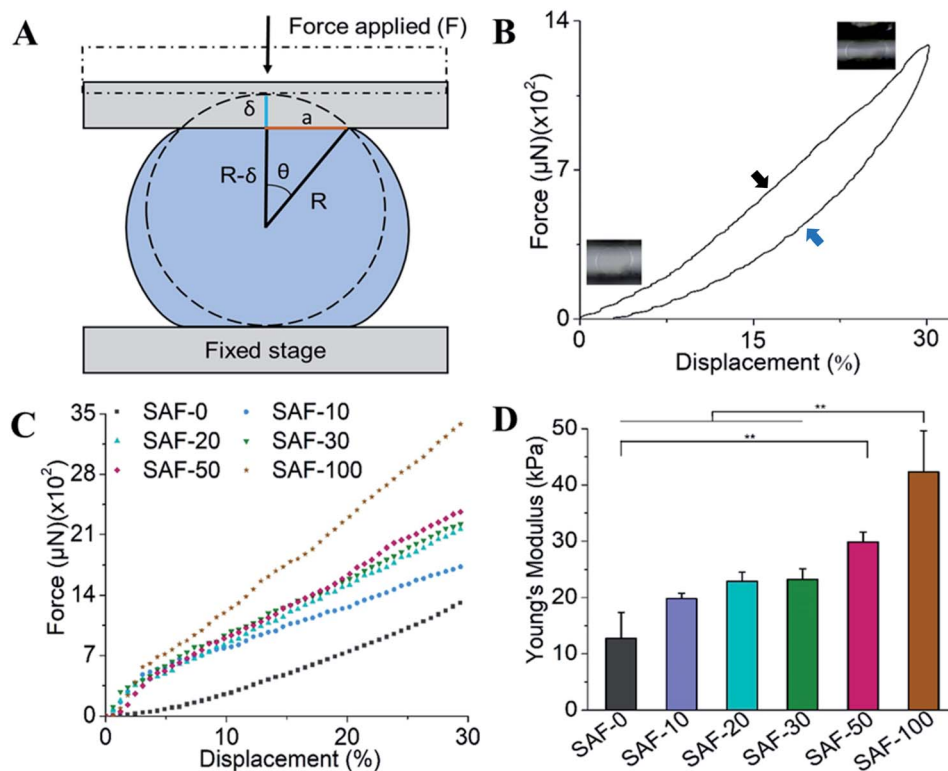 A
Force applied (F)
δ
a
R-δ
θ
R
Fixed stage
B
Force (μN)(x10²)
14
7
0
0
15
30
Displacement (%)
C
Force (μN)(x10²)
35
28
21
14
7
0
SAF-0
SAF-10
SAF-20
SAF-30
SAF-50
SAF-100
0
10
20
30
Displacement (%)
D
Young's Modulus (kPa)
50
40
30
20
10
0
**
**
SAF-0
SAF-10
SAF-20
SAF-30
SAF-50
SAF-100